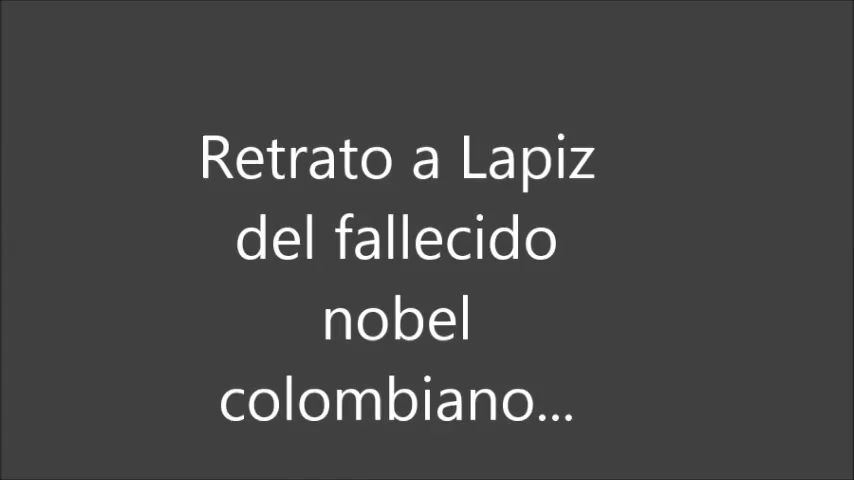 Retrato a Lapiz
del fallecido
nobel
colombiano...